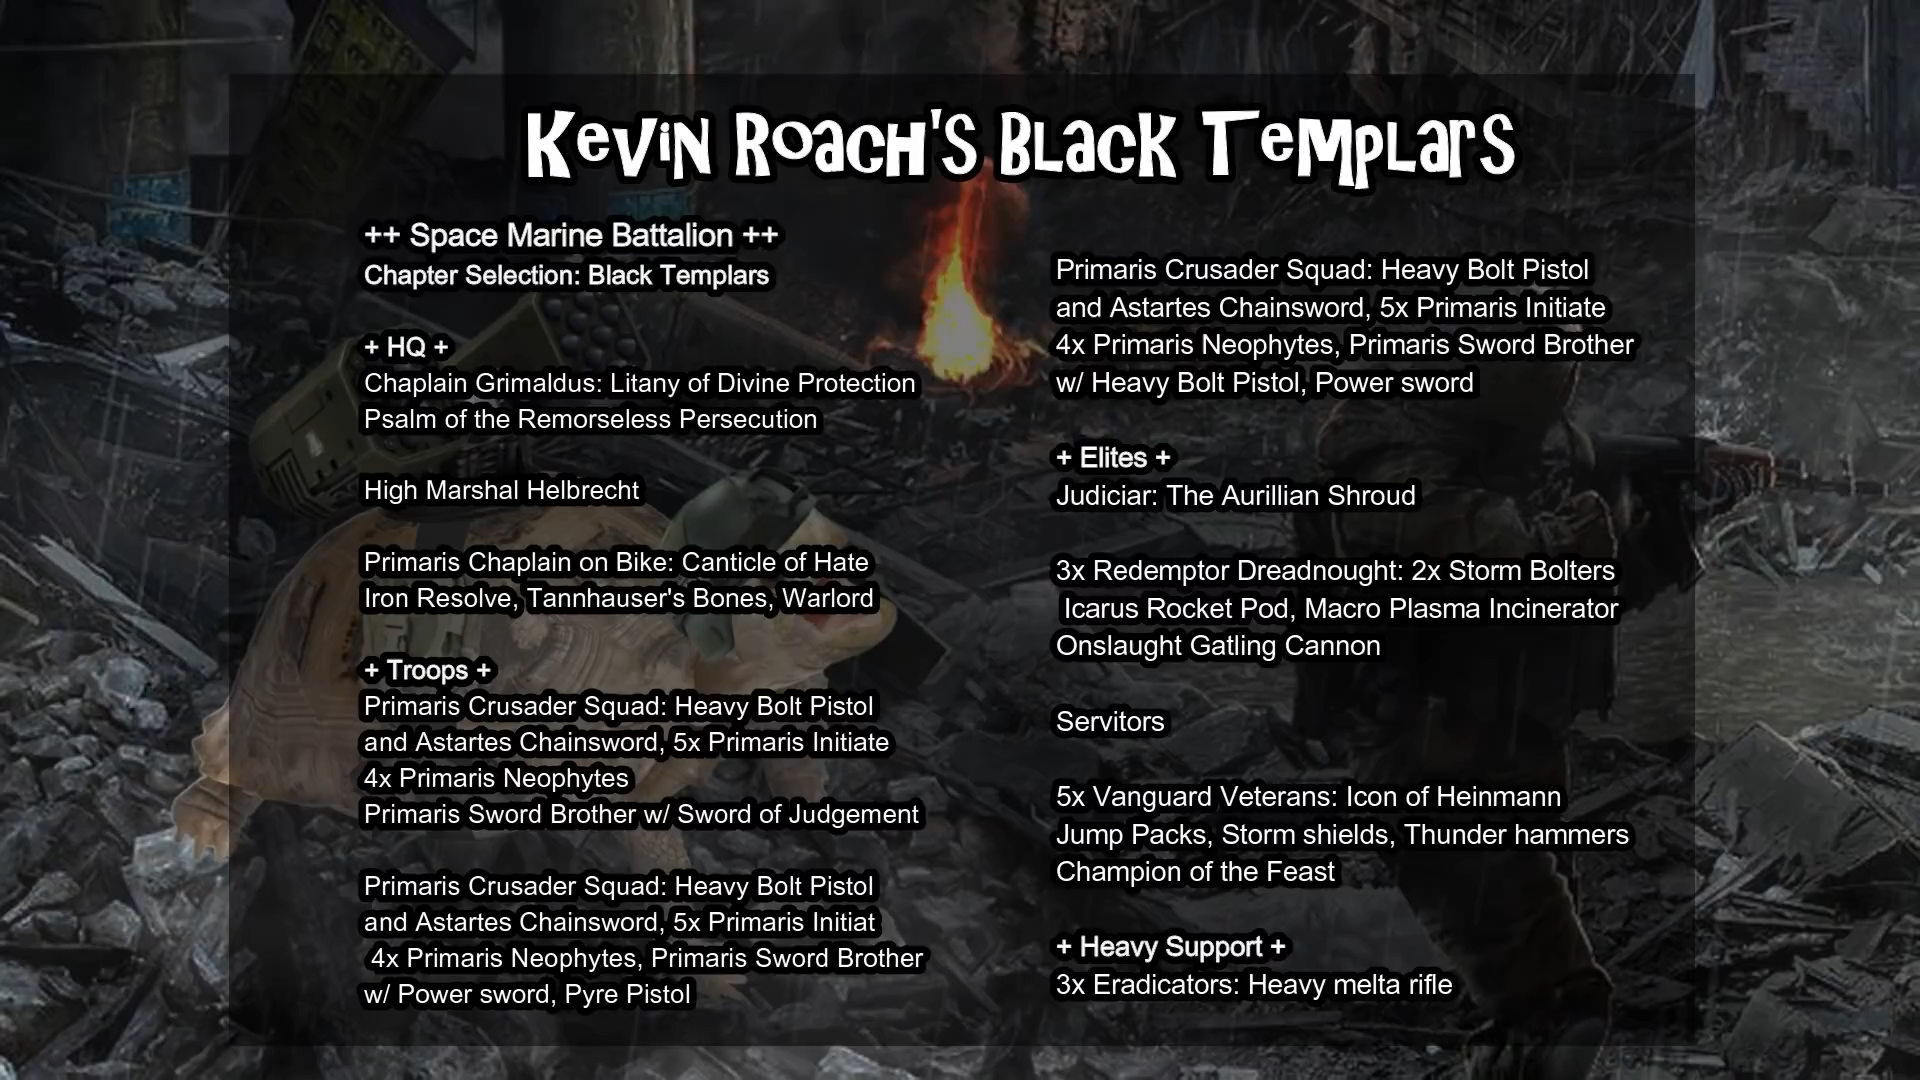 Kevin Roach's Black Templars
++ Space Marine Battalion ++
Chapter Selection: Black Templars
+ HQ +
Chaplain Grimaldus: Litany of Divine Protection
Psalm of the Remorseless Persecution
High Marshal Helbrecht
Primaris Chaplain on Bike: Canticle of Hate
Iron Resolve, Tannhauser's Bones, Warlord
+ Troops +
Primaris Crusader Squad: Heavy Bolt Pistol
and Astartes Chainsword, 5x Primaris Initiate
4x Primaris Neophytes
Primaris Sword Brother w/ Sword of Judgement
Primaris Crusader Squad: Heavy Bolt Pistol
and Astartes Chainsword, 5x Primaris Initiat
4x Primaris Neophytes, Primaris Sword Brother
w/ Power sword, Pyre Pistol
Primaris Crusader Squad: Heavy Bolt Pistol
and Astartes Chainsword, 5x Primaris Initiate
4x Primaris Neophytes, Primaris Sword Brother
w/ Heavy Bolt Pistol, Power sword
+ Elites +
Judiciar: The Aurillian Shroud
3x Redemptor Dreadnought: 2x Storm Bolters
Icarus Rocket Pod, Macro Plasma Incinerator
Onslaught Gatling Cannon
Servitors
5x Vanguard Veterans: Icon of Heinmann
Jump Packs, Storm shields, Thunder hammers
Champion of the Feast
+ Heavy Support +
3x Eradicators: Heavy melta rifle